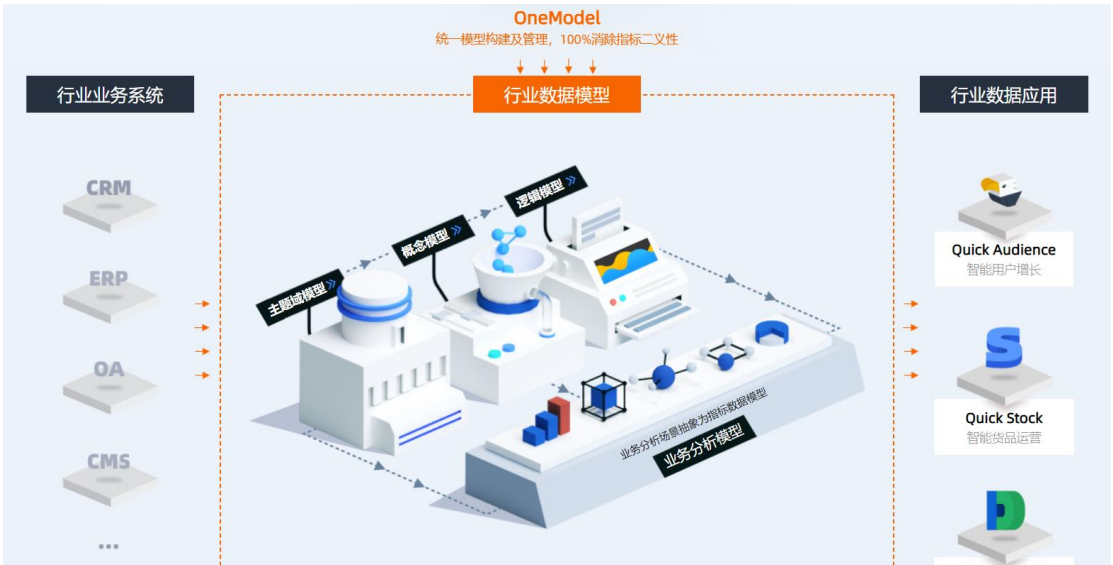 OneModel
统一模型构建及管理，100%消除指标二义性
行业业务系统
行业数据模型
行业数据应用
CRM
ERP
OA
CMS
...
主题域模型
概念模型
逻辑模型
业务分析场景抽象为指标数据模型
业务分析模型
Quick Audience
智能用户增长
Quick Stock
智能货品运营